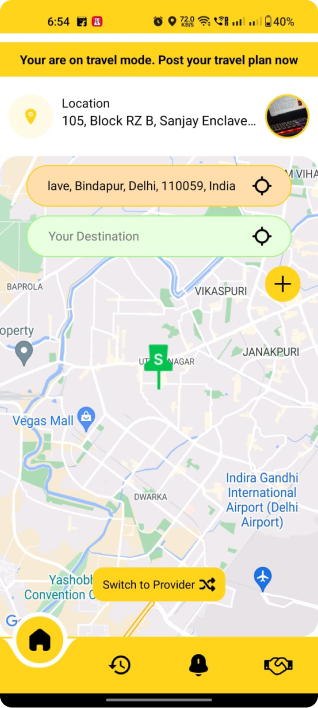 6:54
72.0 KB/S
40%
Your are on travel mode. Post your travel plan now
Location
105, Block RZ B, Sanjay Enclave...
M VIHA
lave, Bindapur, Delhi, 110059, India
Your Destination
BAPROLA
VIKASPURI
operty
S
NAGAR
JANAKPURI
Vegas Mall
Indira Gandhi
International
Airport (Delhi
Airport)
DWARKA
Yashobh
Convention C
Switch to Provider
G